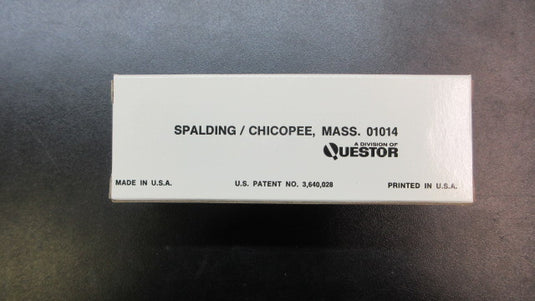 SPALDING / CHICOPEE, MASS. 01014
A DIVISION OF
QUESTOR
MADE IN U.S.A. U.S. PATENT NO. 3,640,028 PRINTED IN U.S.A.